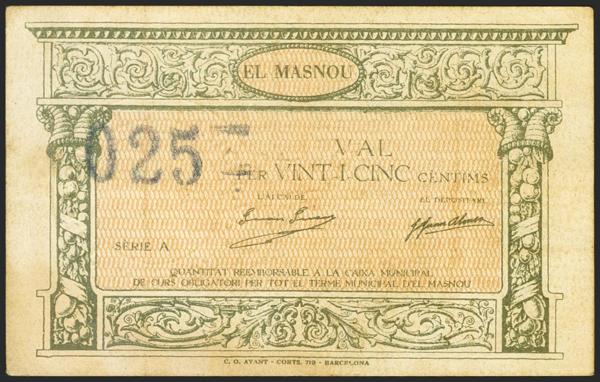 EL MASNOU
025
VAL
PER VINT-I-CINC CÈNTIMS
L'ALCALDE
EL DEPOSITARI
SÈRIE A
QUANTITAT REEMBORSABLE A LA CAIXA MUNICIPAL
DE CURS OBLIGATORI PER TOT EL TERME MUNICIPAL D'EL MASNOU
C. O. AVANT - CORTS, 719 - BARCELONA